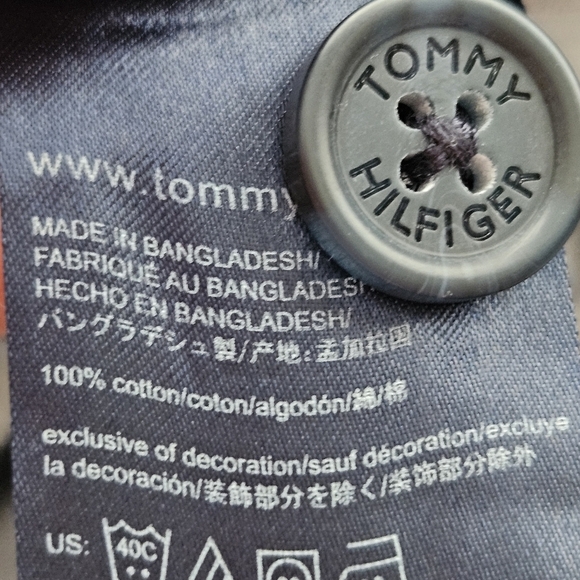 TOMMY
HILFIGER
www.tommy
MADE IN BANGLADESH/
FABRIQUÉ AU BANGLADESH
HECHO EN BANGLADESH/
バングラデシュ製/产地:孟加拉国
100% cotton/coton/algodón/綿/棉
exclusive of decoration/sauf décoration/excluye
la decoración/装飾部分を除く/装饰部分除外
US: 40C